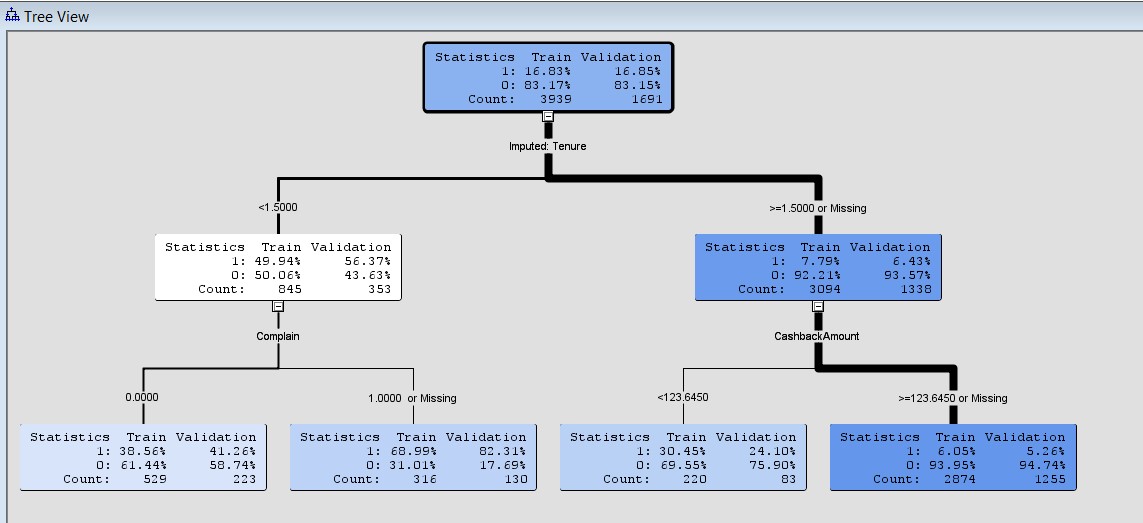 Tree View
Statistics Train Validation
1: 16.83% 16.85%
0: 83.17% 83.15%
Count: 3939 1691
Imputed: Tenure
<1.5000
>=1.5000 or Missing
Statistics Train Validation
1: 49.94% 56.37%
0: 50.06% 43.63%
Count: 845 353
Statistics Train Validation
1: 7.79% 6.43%
0: 92.21% 93.57%
Count: 3094 1338
Complain
CashbackAmount
0.0000
1.0000 or Missing
<123.6450
>=123.6450 or Missing
Statistics Train Validation
1: 38.56% 41.26%
0: 61.44% 58.74%
Count: 529 223
Statistics Train Validation
1: 68.99% 82.31%
0: 31.01% 17.69%
Count: 316 130
Statistics Train Validation
1: 30.45% 24.10%
0: 69.55% 75.90%
Count: 220 83
Statistics Train Validation
1: 6.05% 5.26%
0: 93.95% 94.74%
Count: 2874 1255